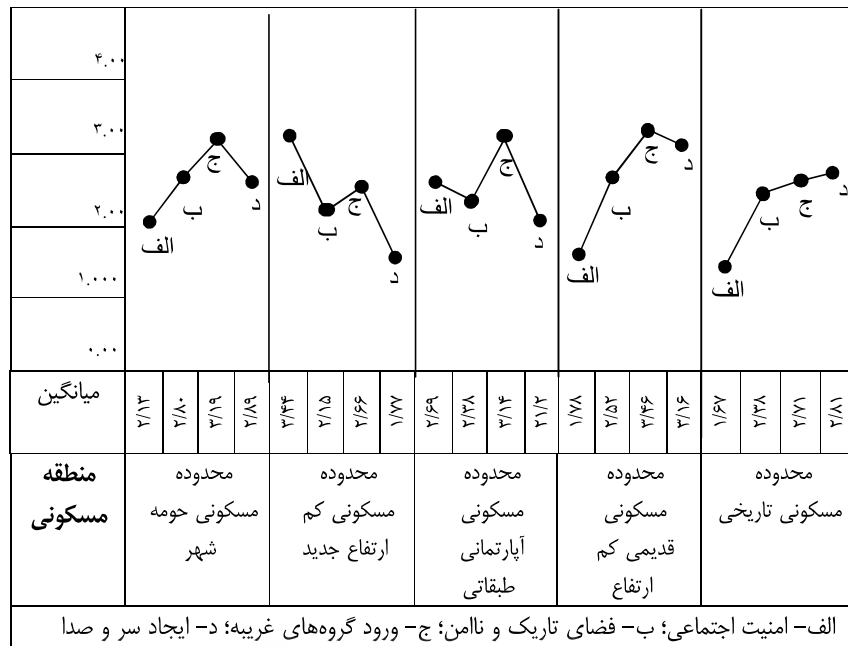 ۴.۰۰
۳.۰۰
۲.۰۰
۱.۰۰۰
۰.۰۰
الف ب ج د
الف ب ج د
الف ب ج د
الف ب ج د
الف ب ج د
میانگین
۲/۱۳ ۲/۸۰ ۳/۱۹ ۲/۸۹ ۳/۴۴ ۲/۱۵ ۲/۶۶ ۱/۷۷ ۲/۶۹ ۲/۳۸ ۳/۱۴ ۲۱/۲ ۱/۷۸ ۲/۵۲ ۳/۴۶ ۳/۱۶ ۱/۶۷ ۲/۳۸ ۲/۷۱ ۲/۸۱
منطقه
مسکونی
محدوده
مسکونی حومه
شهر
محدوده
مسکونی کم
ارتفاع جدید
محدوده
مسکونی
آپارتمانی
طبقاتی
محدوده
مسکونی
قدیمی کم
ارتفاع
محدوده
مسکونی تاریخی
الف- امنیت اجتماعی؛ ب- فضای تاریک و ناامن؛ ج- ورود گروه‌های غریبه؛ د- ایجاد سر و صدا